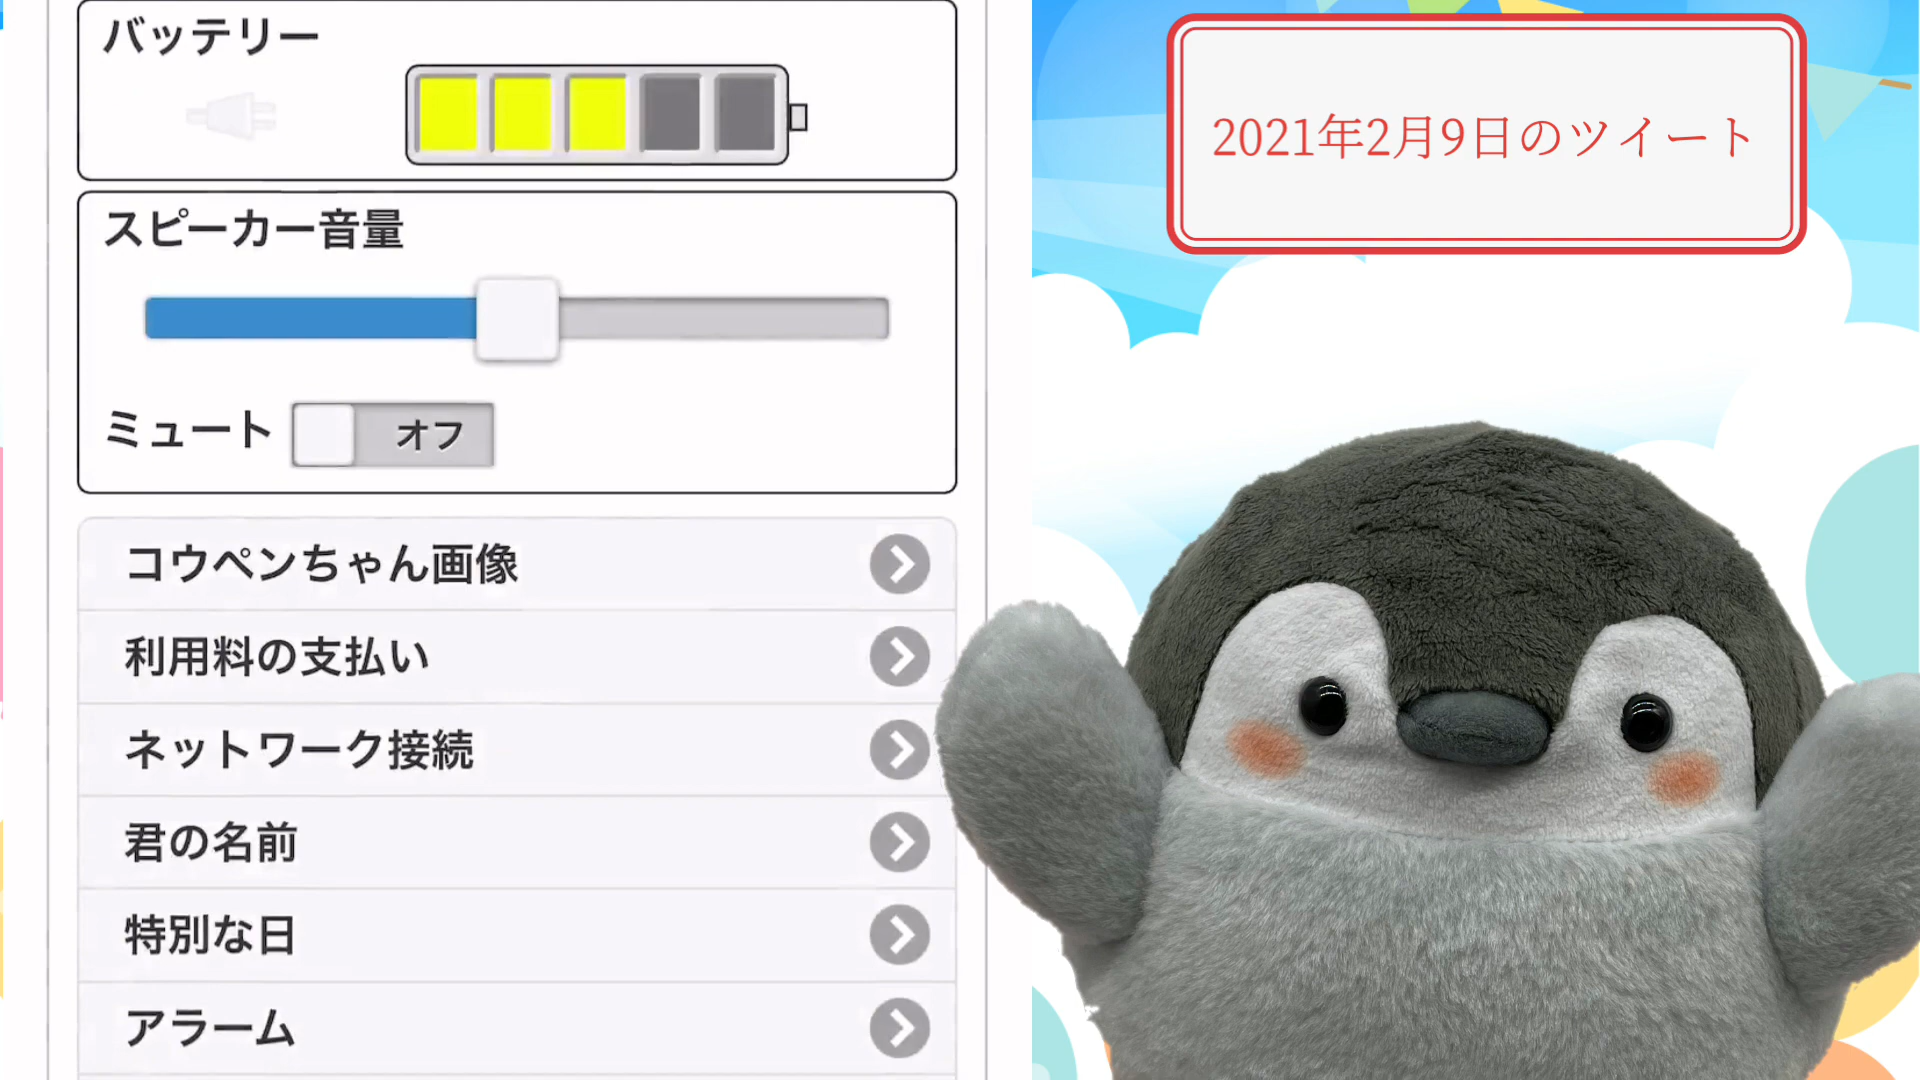 バッテリー
スピーカー音量
ミュート オフ
コウペンちゃん画像
利用料の支払い
ネットワーク接続
君の名前
特別な日
アラーム
2021年2月9日のツイート